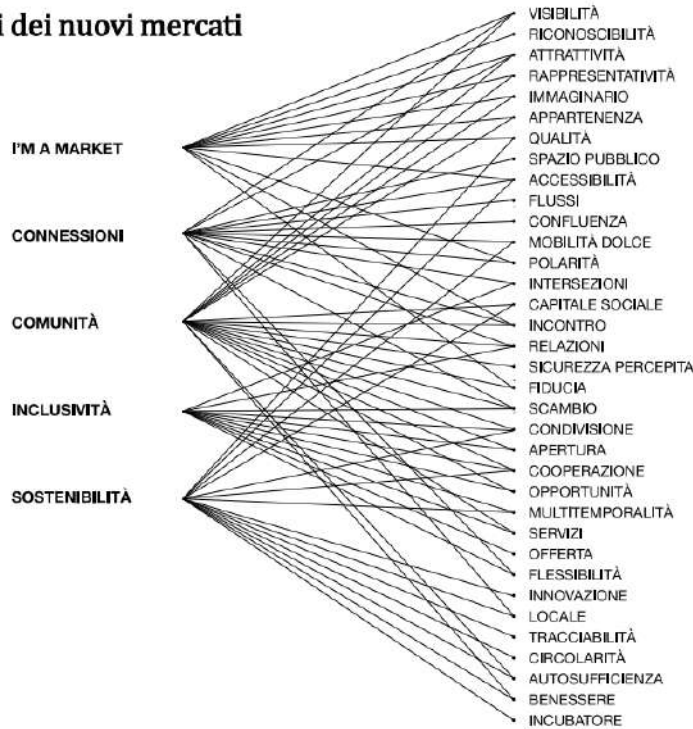 i dei nuovi mercati
I'M A MARKET
CONNESSIONI
COMUNITÀ
INCLUSIVITÀ
SOSTENIBILITÀ
VISIBILITÀ
RICONOSCIBILITÀ
ATTRATTIVITÀ
RAPPRESENTATIVITÀ
IMMAGINARIO
APPARTENENZA
QUALITÀ
SPAZIO PUBBLICO
ACCESSIBILITÀ
FLUSSI
CONFLUENZA
MOBILITÀ DOLCE
POLARITÀ
INTERSEZIONI
CAPITALE SOCIALE
INCONTRO
RELAZIONI
SICUREZZA PERCEPITA
FIDUCIA
SCAMBIO
CONDIVISIONE
APERTURA
COOPERAZIONE
OPPORTUNITÀ
MULTITEMPORALITÀ
SERVIZI
OFFERTA
FLESSIBILITÀ
INNOVAZIONE
LOCALE
TRACCIABILITÀ
CIRCOLARITÀ
AUTOSUFFICIENZA
BENESSERE
INCUBATORE